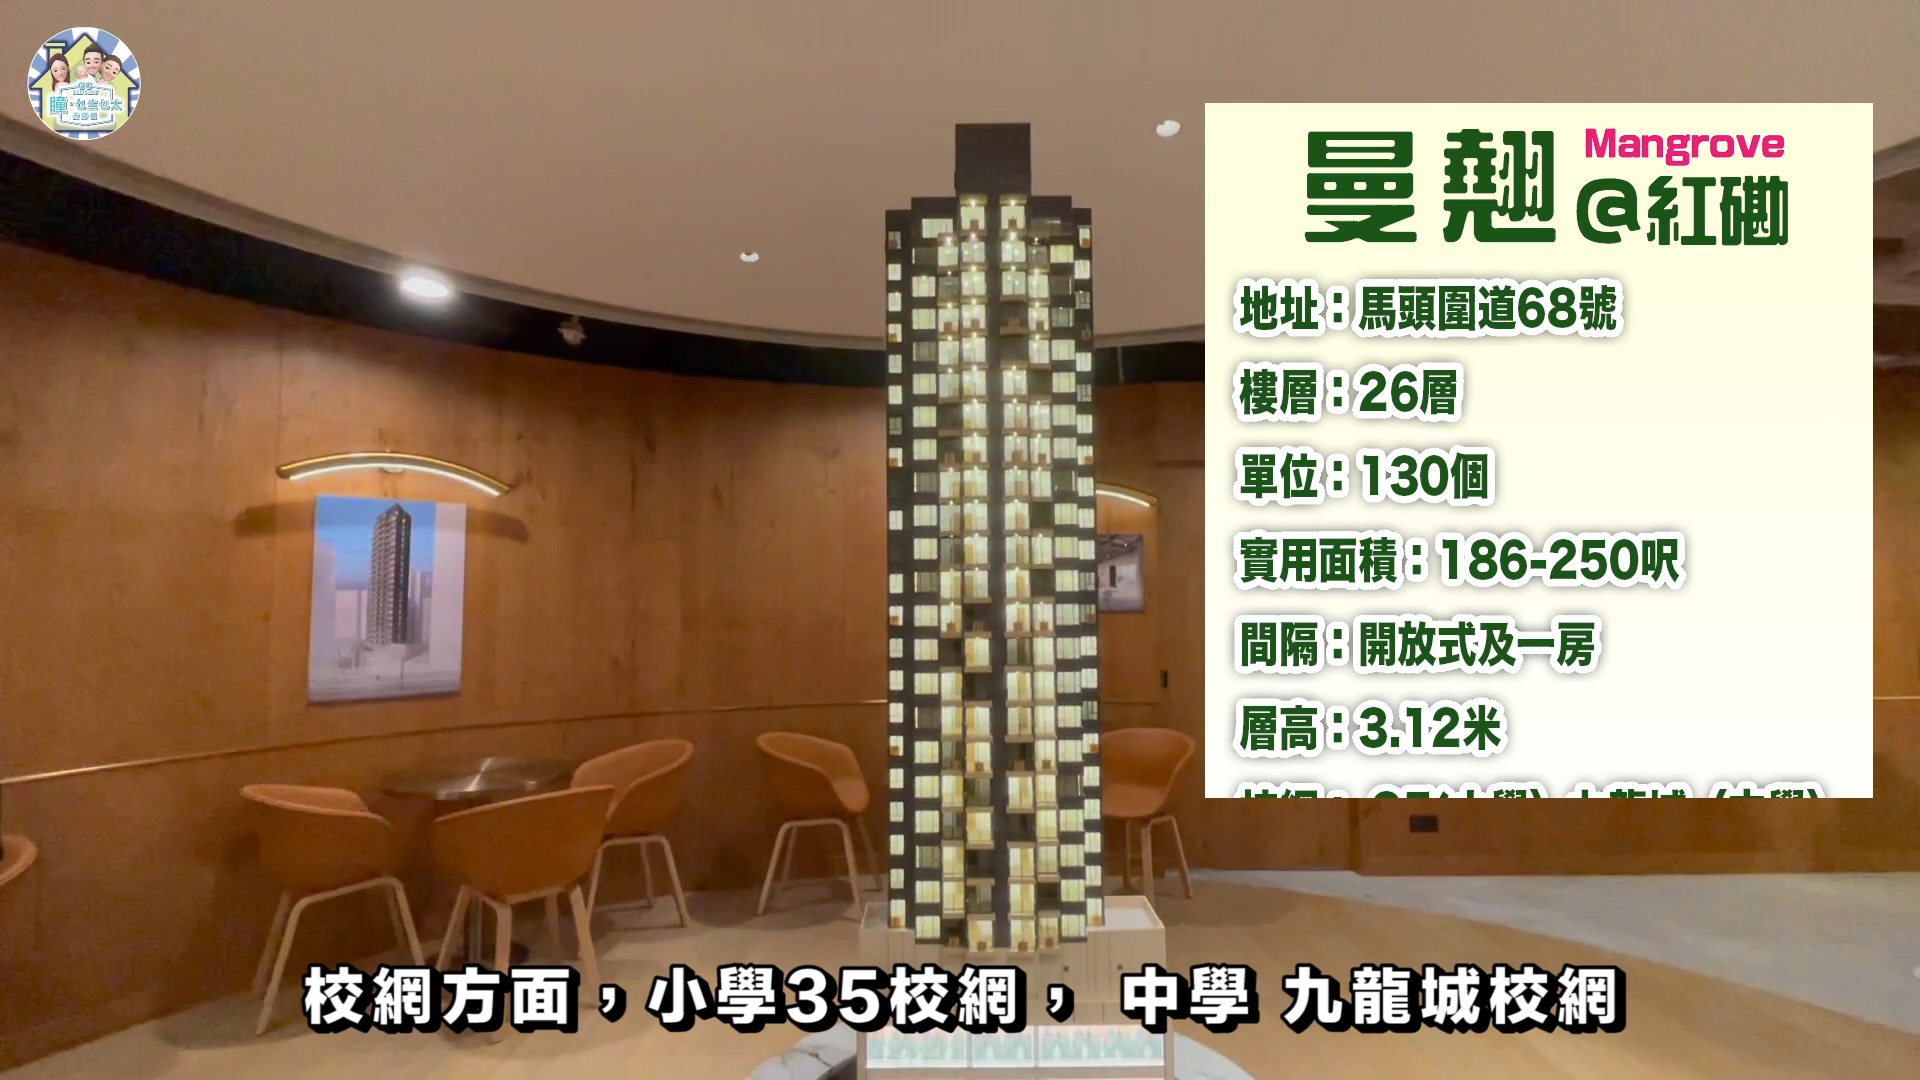 曼翹
Mangrove
@紅磡
地址：馬頭圍道68號
樓層：26層
單位：130個
實用面積：186-250呎
間隔：開放式及一房
層高：3.12米
校網方面，小學35校網， 中學 九龍城校網